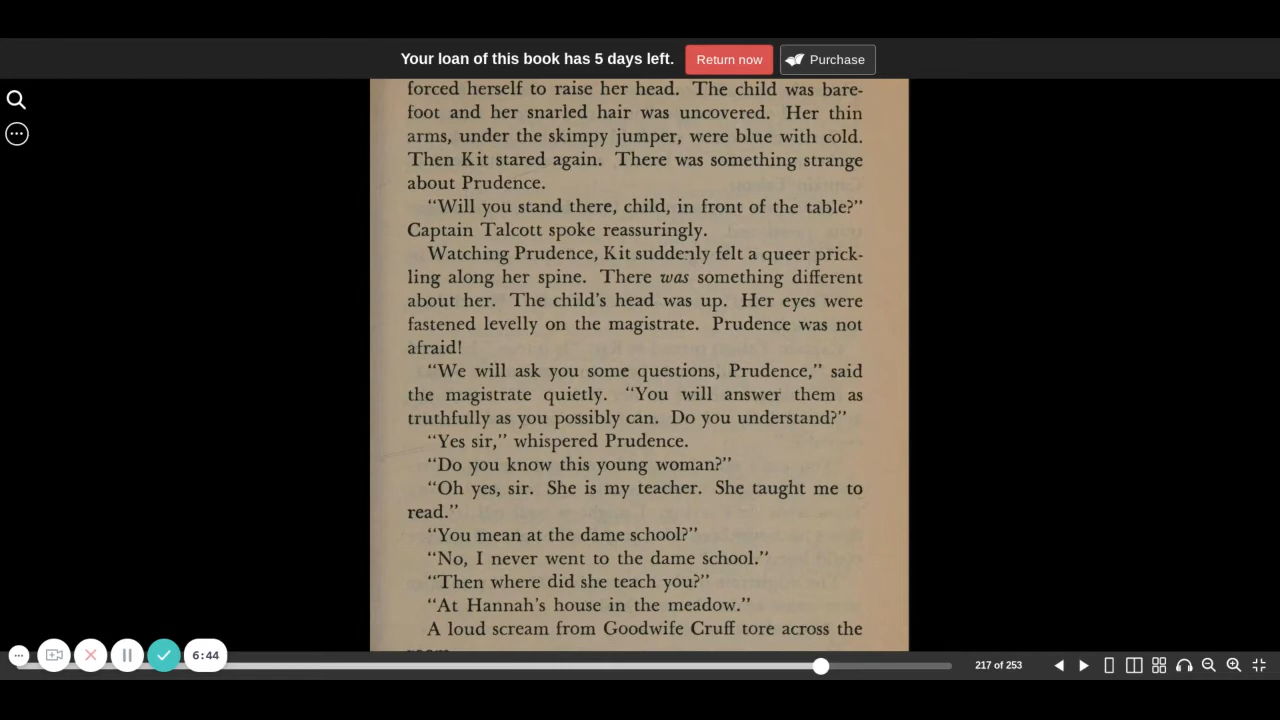 Your loan of this book has 5 days left. Return now Purchase
forced herself to raise her head. The child was bare-
foot and her snarled hair was uncovered. Her thin
arms, under the skimpy jumper, were blue with cold.
Then Kit stared again. There was something strange
about Prudence.
“Will you stand there, child, in front of the table?”
Captain Talcott spoke reassuringly.
Watching Prudence, Kit suddenly felt a queer prick-
ling along her spine. There was something different
about her. The child’s head was up. Her eyes were
fastened levelly on the magistrate. Prudence was not
afraid!
“We will ask you some questions, Prudence,” said
the magistrate quietly. “You will answer them as
truthfully as you possibly can. Do you understand?”
“Yes sir,” whispered Prudence.
“Do you know this young woman?”
“Oh yes, sir. She is my teacher. She taught me to
read.”
“You mean at the dame school?”
“No, I never went to the dame school.”
“Then where did she teach you?”
“At Hannah’s house in the meadow.”
A loud scream from Goodwife Cruff tore across the
6:44
217 of 253